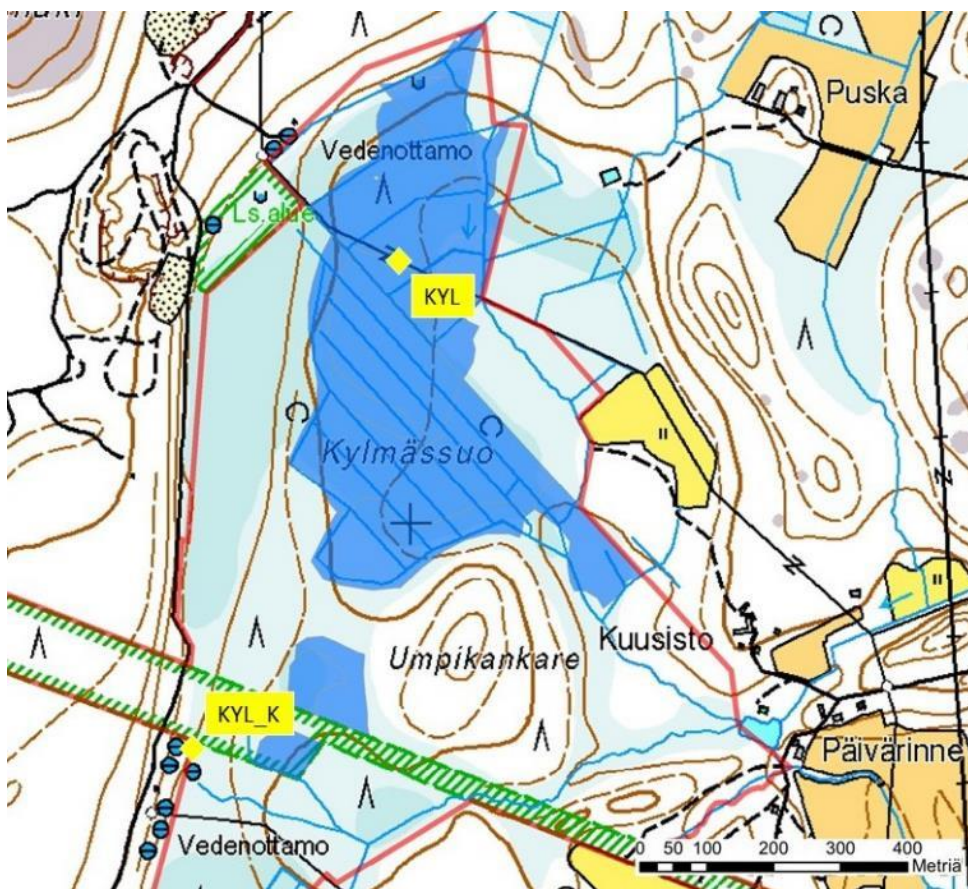 Puska
Vedenottamo
Ls.alue
KYL
Kylmässuo
Umpikankare
Kuusisto
KYL_K
Päivärinne
Vedenottamo
0 50 100 200 300 400
Metriä